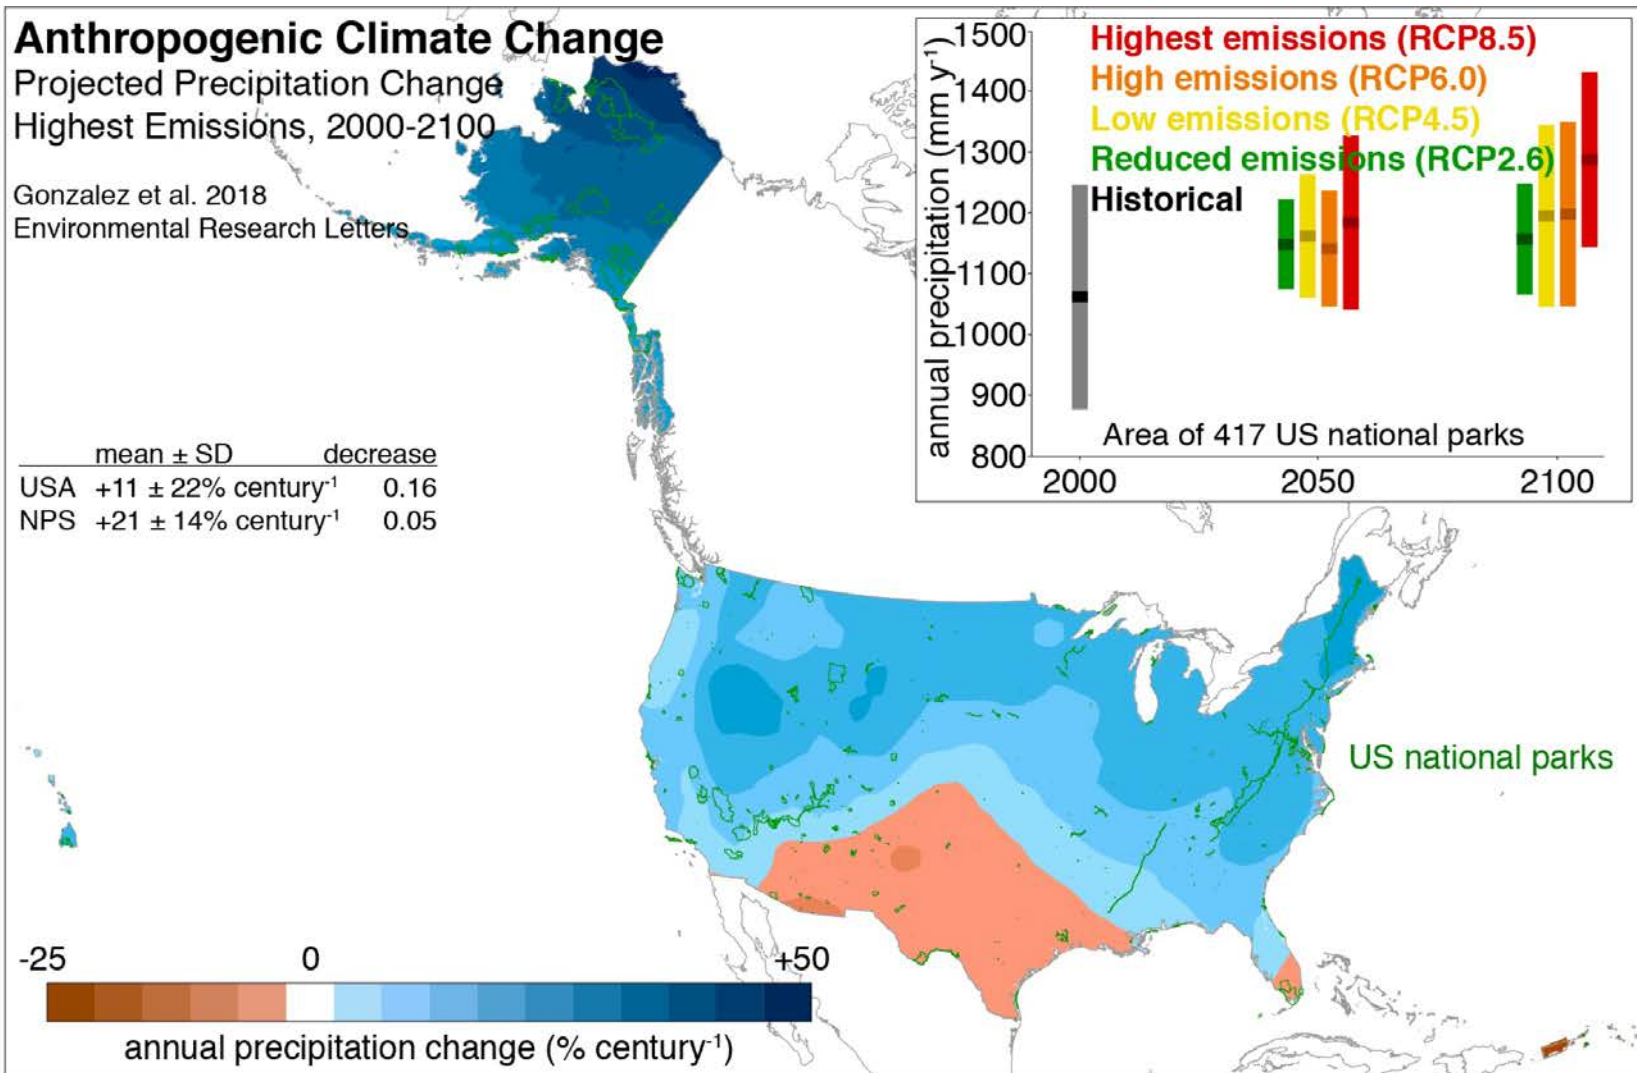 Anthropogenic Climate Change
Projected Precipitation Change
Highest Emissions, 2000-2100
Gonzalez et al. 2018
Environmental Research Letters
mean ± SD decrease
USA +11 ± 22% century⁻¹ 0.16
NPS +21 ± 14% century⁻¹ 0.05
annual precipitation (mm y⁻¹)
1500
1400
1300
1200
1100
1000
900
800
Highest emissions (RCP8.5)
High emissions (RCP6.0)
Low emissions (RCP4.5)
Reduced emissions (RCP2.6)
Historical
Area of 417 US national parks
2000 2050 2100
US national parks
-25 0 +50
annual precipitation change (% century⁻¹)